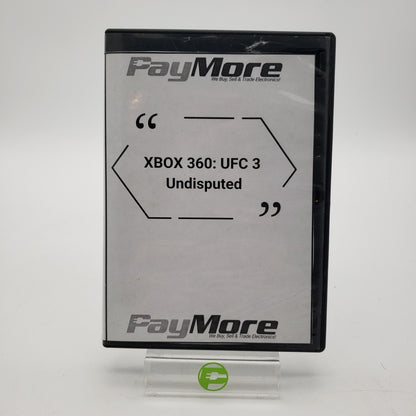 PayMore
We Buy, Sell & Trade Electronics!
“
XBOX 360: UFC 3
Undisputed
”
PayMore
We Buy, Sell & Trade Electronics!